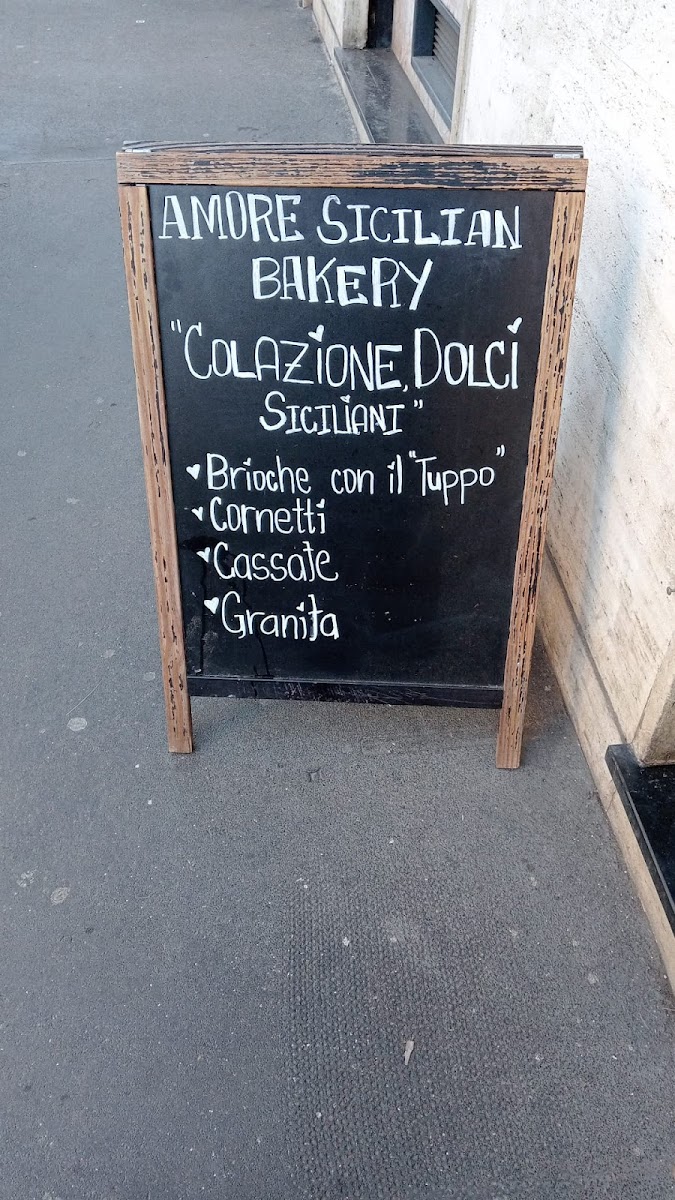 AMORE SICILIAN
BAKERY
"COLAZIONE, DOLCI
SICILIANI"
Brioche con il "Tuppo"
Cornetti
Cassate
Granita